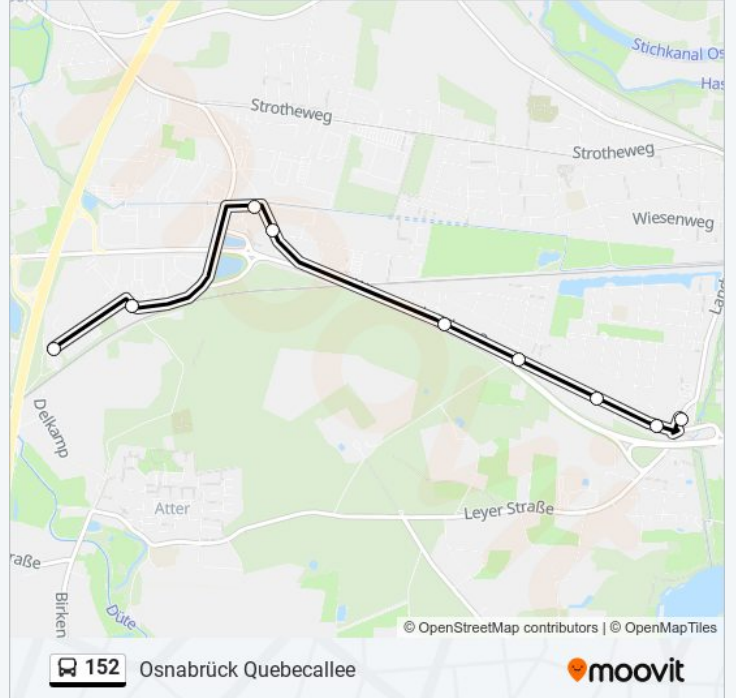 Stichkanal Os
Has
Strotheweg
Strotheweg
Wiesenweg
Land
Delkamp
Atter
Leyer Straße
raße
Birken
Düte
© OpenStreetMap contributors | © OpenMapTiles
152 Osnabrück Quebecallee
moovit